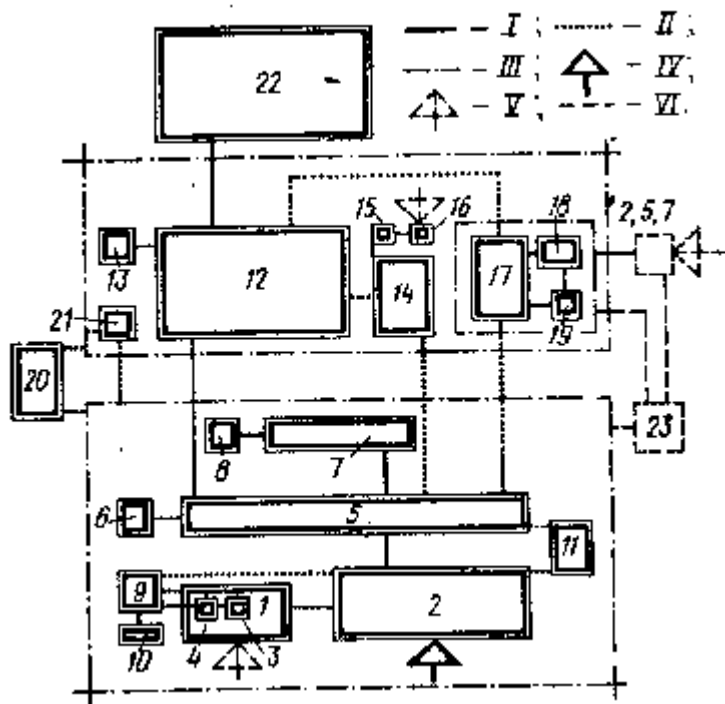 — I; — II;
22 — III; — IV;
— V; — VI.
15 16 18 2, 5, 7
13 12 14 17
21 19
20
8 7 23
6 5
11
9 1 2
10 4 3